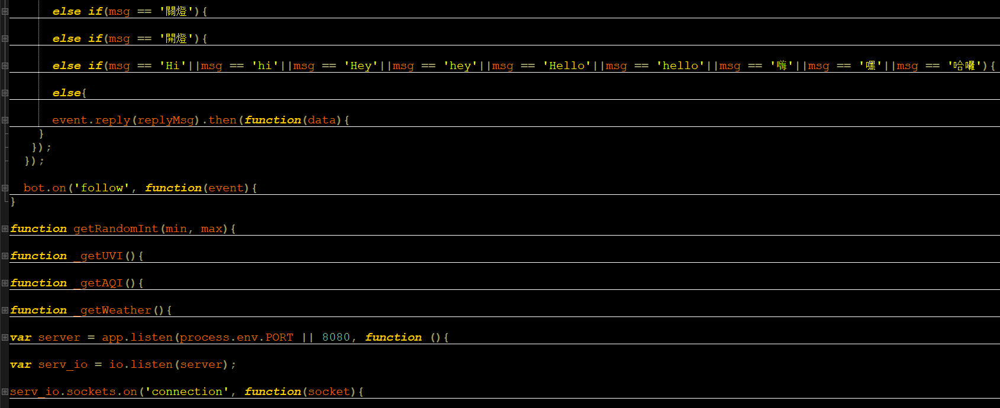 else if(msg == '關燈'){
else if(msg == '開燈'){
else if(msg == 'Hi'||msg == 'hi'||msg == 'Hey'||msg == 'hey'||msg == 'Hello'||msg == 'hello'||msg == '嗨'||msg == '嘿'||msg == '哈囉'){
else{
event.reply(replyMsg).then(function(data){
}
});
});
bot.on('follow', function(event){
}
function getRandomInt(min, max){
function _getUVI(){
function _getAQI(){
function _getWeather(){
var server = app.listen(process.env.PORT || 8080, function (){
var serv_io = io.listen(server);
serv_io.sockets.on('connection', function(socket){